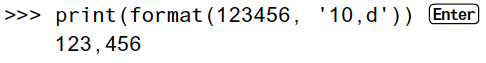 >>> print(format(123456, '10,d')) Enter
123,456